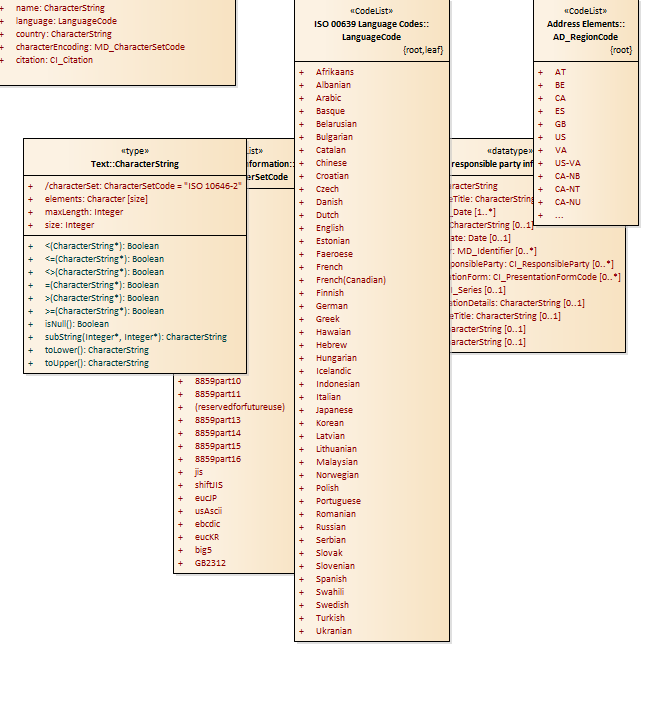 + name: CharacterString
+ language: LanguageCode
+ country: CharacterString
+ characterEncoding: MD_CharacterSetCode
+ citation: CI_Citation
«type»
Text::CharacterString
+ /characterSet: CharacterSetCode = "ISO 10646-2"
+ elements: Character [size]
+ maxLength: Integer
+ size: Integer
+ <(CharacterString*): Boolean
+ <=(CharacterString*): Boolean
+ <>(CharacterString*): Boolean
+ =(CharacterString*): Boolean
+ >(CharacterString*): Boolean
+ >=(CharacterString*): Boolean
+ isNull(): Boolean
+ subString(Integer*, Integer*): CharacterString
+ toLower(): CharacterString
+ toUpper(): CharacterString
List»
formation::
erSetCode
+ 8859part10
+ 8859part11
+ (reservedforfutureuse)
+ 8859part13
+ 8859part14
+ 8859part15
+ 8859part16
+ jis
+ shiftJIS
+ eucJP
+ usAscii
+ ebcdic
+ eucKR
+ big5
+ GB2312
«CodeList»
ISO 00639 Language Codes::
LanguageCode
{root,leaf}
+ Afrikaans
+ Albanian
+ Arabic
+ Basque
+ Belarusian
+ Bulgarian
+ Catalan
+ Chinese
+ Croatian
+ Czech
+ Danish
+ Dutch
+ English
+ Estonian
+ Faeroese
+ French
+ French(Canadian)
+ Finnish
+ German
+ Greek
+ Hawaian
+ Hebrew
+ Hungarian
+ Icelandic
+ Indonesian
+ Italian
+ Japanese
+ Korean
+ Latvian
+ Lithuanian
+ Malaysian
+ Norwegian
+ Polish
+ Portuguese
+ Romanian
+ Russian
+ Serbian
+ Slovak
+ Slovenian
+ Spanish
+ Swahili
+ Swedish
+ Turkish
+ Ukranian
«datatype»
responsible party inf
aracterString
eTitle: CharacterString
_Date [1..*]
CharacterString [0..1]
ate: Date [0..1]
r: MD_Identifier [0..*]
ponsibleParty: CI_ResponsibleParty [0..*]
ationForm: CI_PresentationFormCode [0..*]
I_Series [0..1]
ationDetails: CharacterString [0..1]
eTitle: CharacterString [0..1]
aracterString [0..1]
aracterString [0..1]
«CodeList»
Address Elements::
AD_RegionCode
{root}
+ AT
+ BE
+ CA
+ ES
+ GB
+ US
+ VA
+ US-VA
+ CA-NB
+ CA-NT
+ CA-NU
+ ...